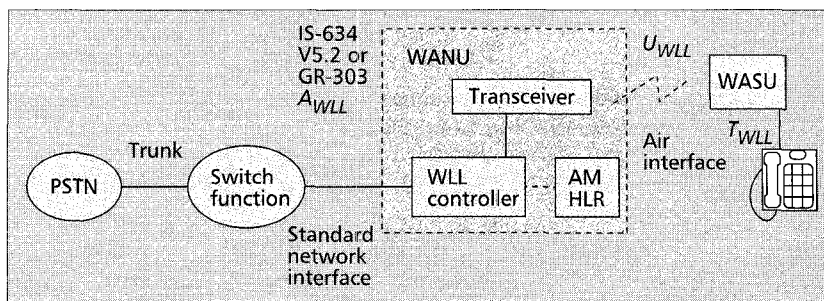 IS-634
V5.2 or
GR-303
A_WLL
WANU
Transceiver
U_WLL
WASU
T_WLL
Air
interface
PSTN
Trunk
Switch
function
WLL
controller
AM
HLR
Standard
network
interface